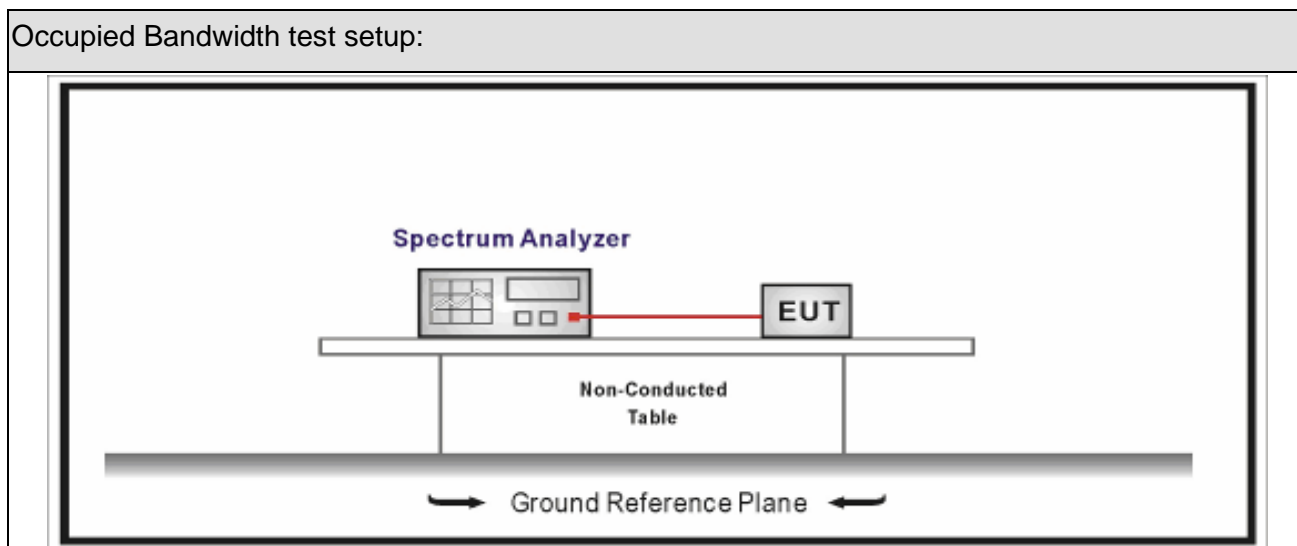 Occupied Bandwidth test setup:
Spectrum Analyzer
EUT
Non-Conducted
Table
Ground Reference Plane